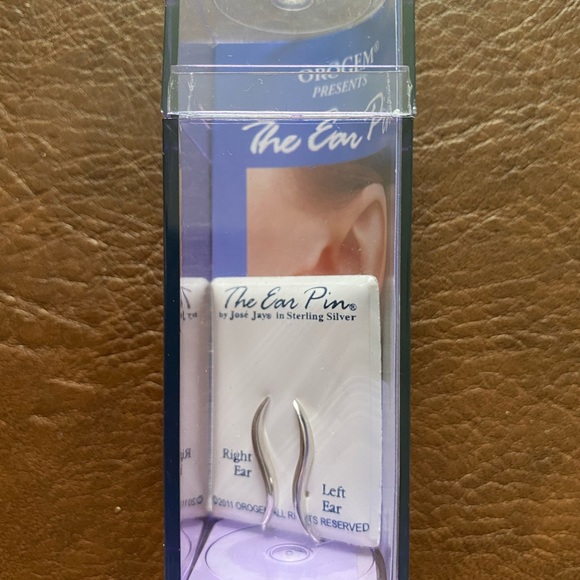 OROGEM®
PRESENTS
The Ear Pin
The Ear Pin®
by José Jay® in Sterling Silver
Right
Ear
Left
Ear
©2011 OROGEM ALL RIGHTS RESERVED